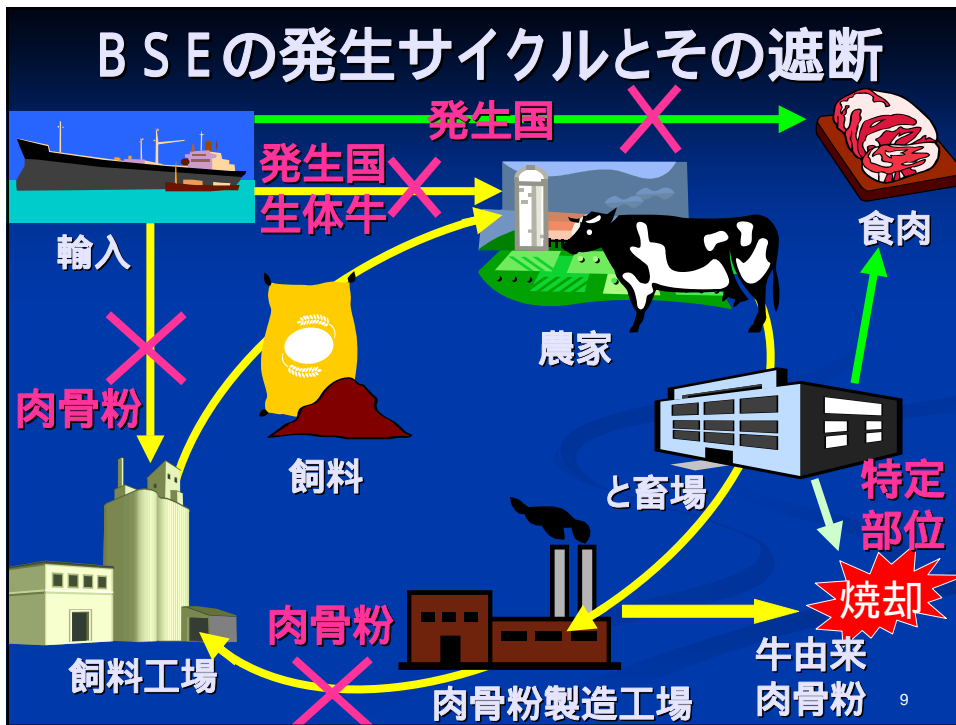 ＢＳＥの発生サイクルとその遮断
発生国
発生国
生体牛
輸入
食肉
農家
肉骨粉
飼料
と畜場
特定
部位
焼却
肉骨粉
飼料工場
肉骨粉製造工場
牛由来
肉骨粉
9